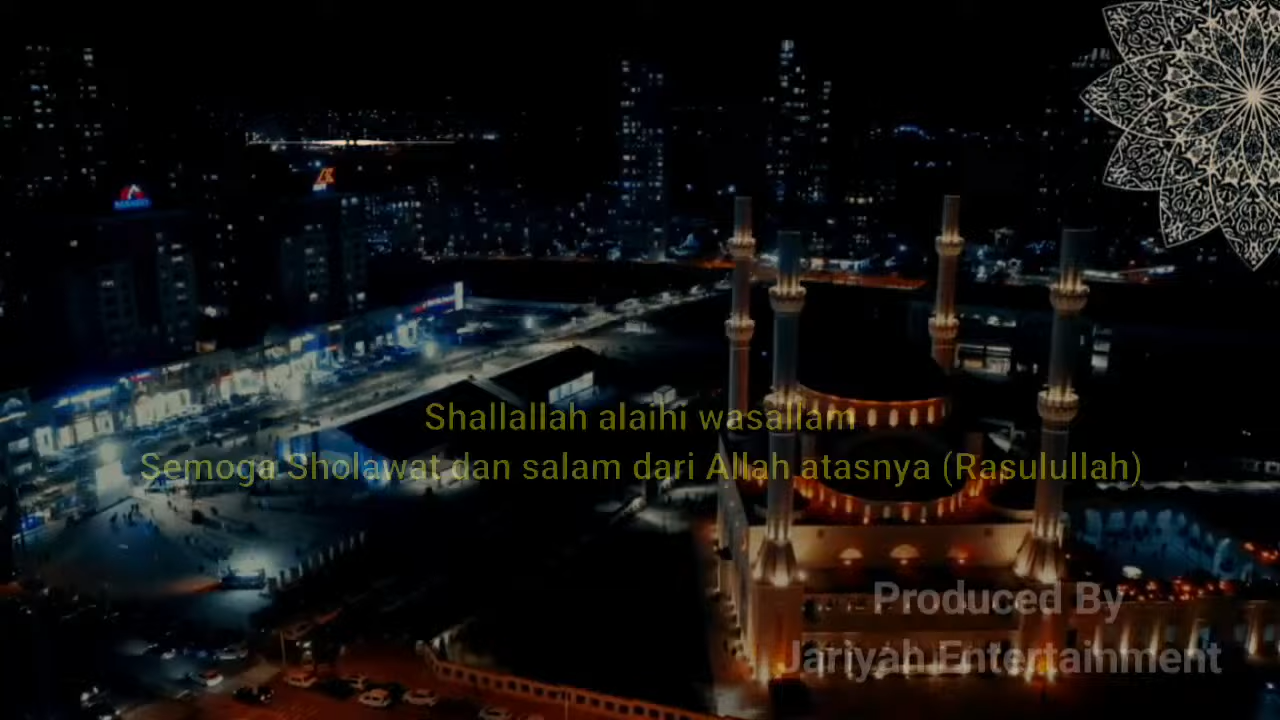 Shallallah alaihi wasallam
Semoga Sholawat dan salam dari Allah atasnya (Rasulullah)
Produced By
Jariyah Entertainment